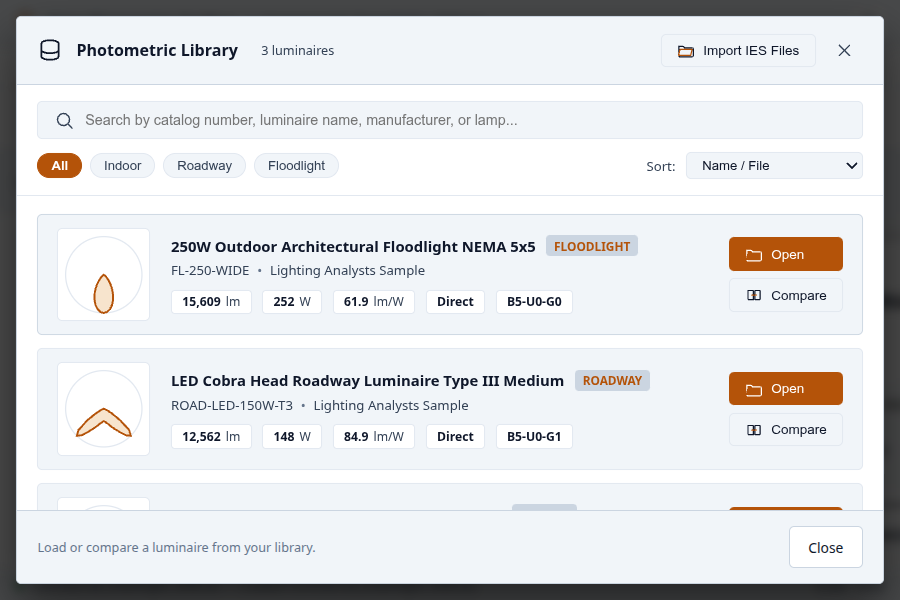 Photometric Library 3 luminaires Import IES Files
Search by catalog number, luminaire name, manufacturer, or lamp...
All Indoor Roadway Floodlight Sort: Name / File
250W Outdoor Architectural Floodlight NEMA 5x5 FLOODLIGHT
FL-250-WIDE • Lighting Analysts Sample
15,609 lm 252 W 61.9 lm/W Direct B5-U0-G0
Open
Compare
LED Cobra Head Roadway Luminaire Type III Medium ROADWAY
ROAD-LED-150W-T3 • Lighting Analysts Sample
12,562 lm 148 W 84.9 lm/W Direct B5-U0-G1
Open
Compare
Load or compare a luminaire from your library. Close